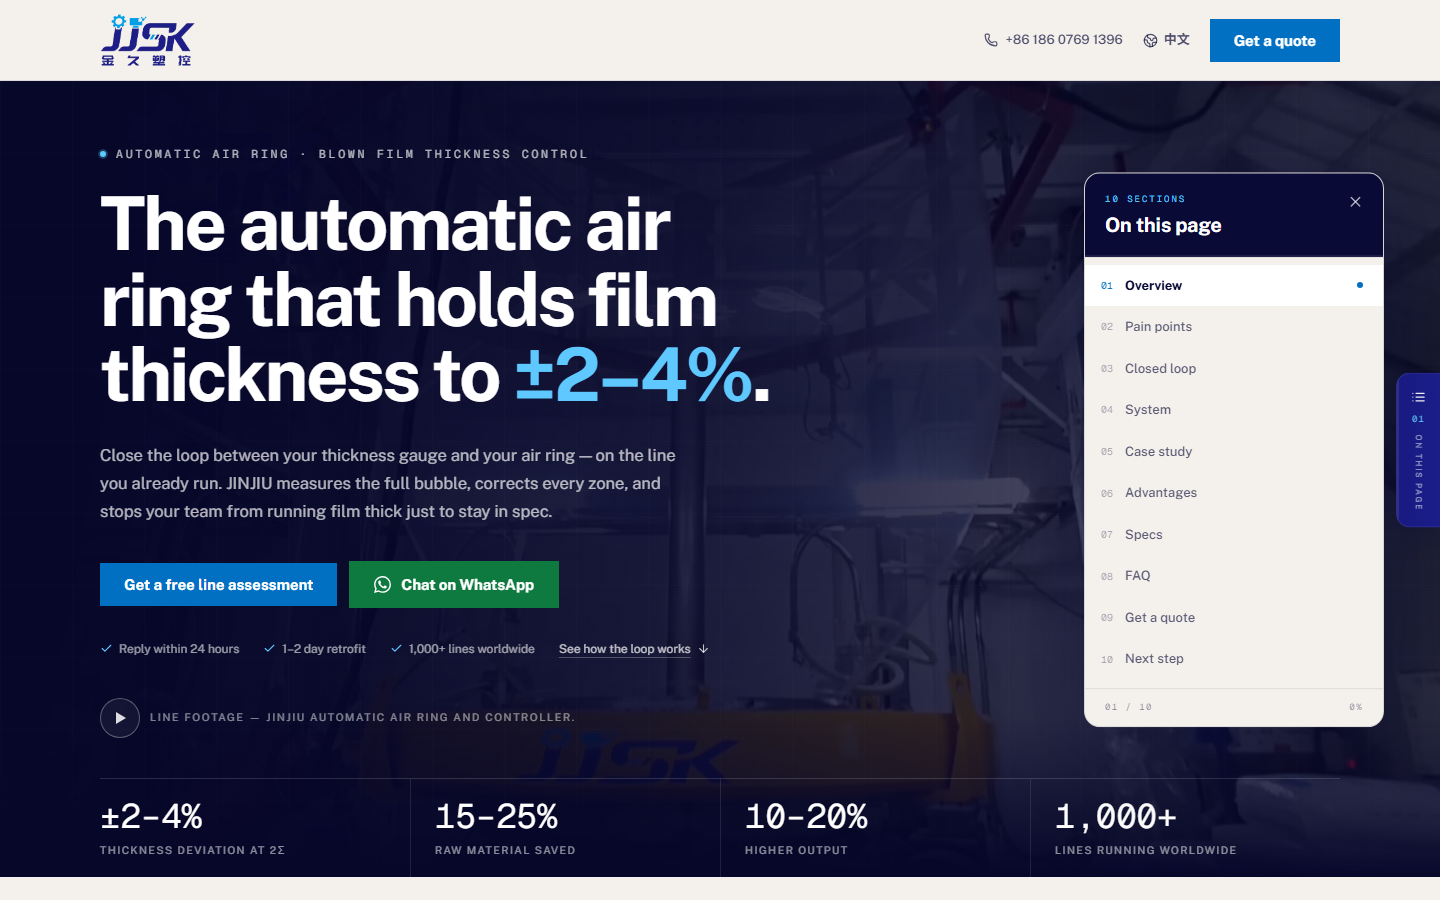 JJSK
金久塑控
+86 186 0769 1396
中文
Get a quote
AUTOMATIC AIR RING · BLOWN FILM THICKNESS CONTROL
The automatic air
ring that holds film
thickness to ±2–4%.
Close the loop between your thickness gauge and your air ring — on the line
you already run. JINJIU measures the full bubble, corrects every zone, and
stops your team from running film thick just to stay in spec.
Get a free line assessment
Chat on WhatsApp
Reply within 24 hours
1–2 day retrofit
1,000+ lines worldwide
See how the loop works ↓
LINE FOOTAGE — JINJIU AUTOMATIC AIR RING AND CONTROLLER.
JJSK
±2–4%
THICKNESS DEVIATION AT 2Σ
15–25%
RAW MATERIAL SAVED
10–20%
HIGHER OUTPUT
1,000+
LINES RUNNING WORLDWIDE
10 SECTIONS
On this page
01 Overview
02 Pain points
03 Closed loop
04 System
05 Case study
06 Advantages
07 Specs
08 FAQ
09 Get a quote
10 Next step
01 / 10
0%
01
ON THIS PAGE